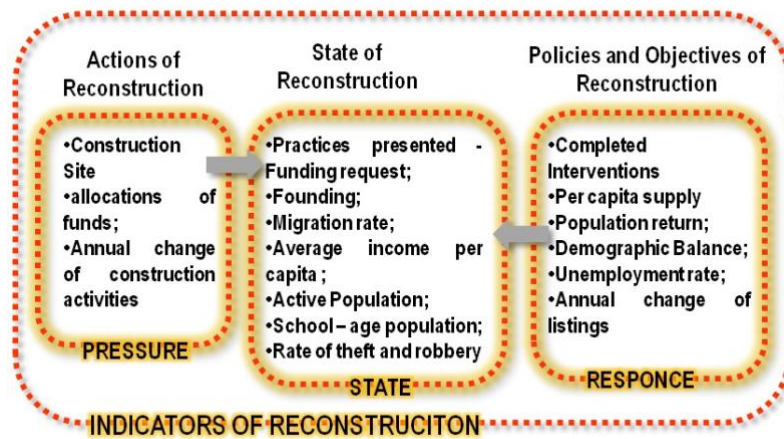 Actions of
Reconstruction
•Construction
Site
•allocations of
funds;
•Annual change
of construction
activities
PRESSURE
State of
Reconstruction
•Practices presented -
Funding request;
•Founding;
•Migration rate;
•Average income per
capita ;
•Active Population;
•School – age population;
•Rate of theft and robbery
STATE
Policies and Objectives of
Reconstruction
•Completed
Interventions
•Per capita supply
•Population return;
•Demographic Balance;
•Unemployment rate;
•Annual change of
listings
RESPONCE
INDICATORS OF RECONSTRUCITON